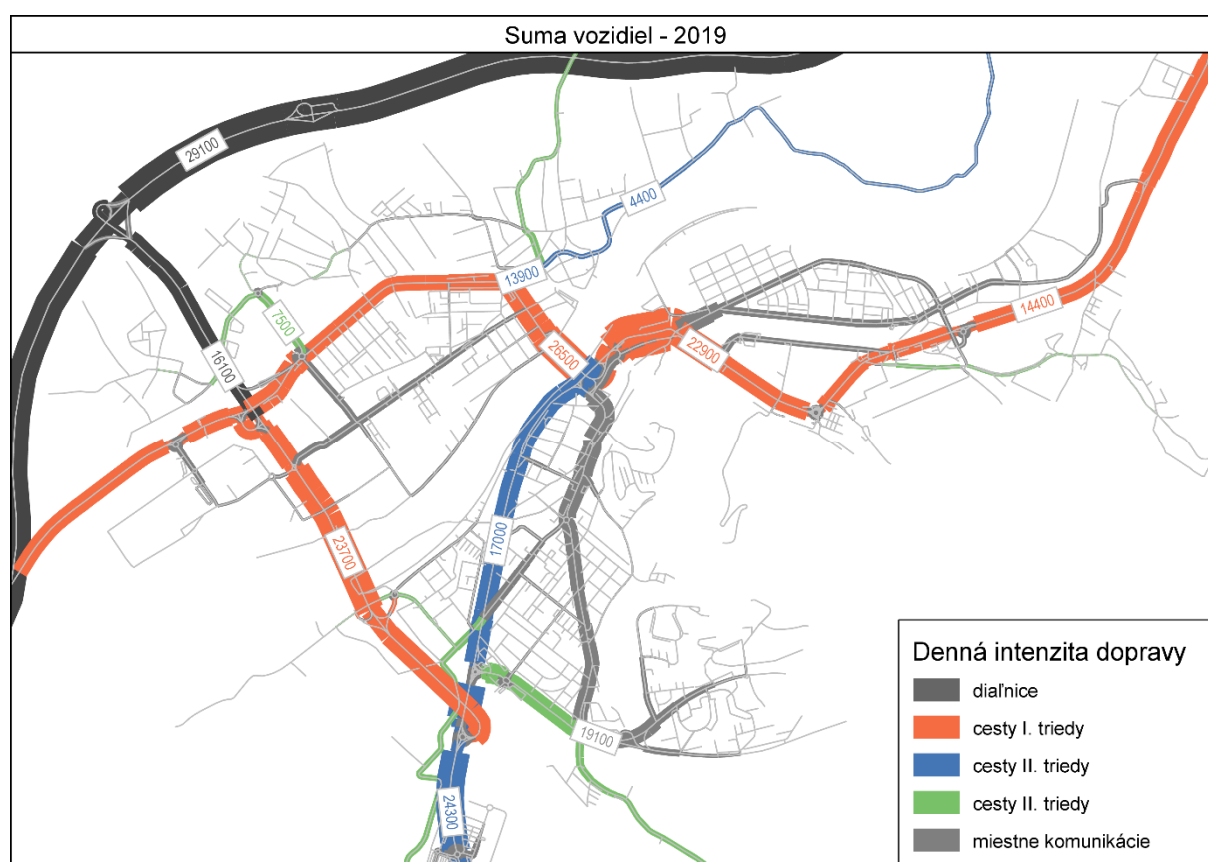 Suma vozidiel - 2019
29100
4400
13900
7500
14400
26500
22900
16100
17000
23700
19100
24300
Denná intenzita dopravy
diaľnice
cesty I. triedy
cesty II. triedy
cesty II. triedy
miestne komunikácie